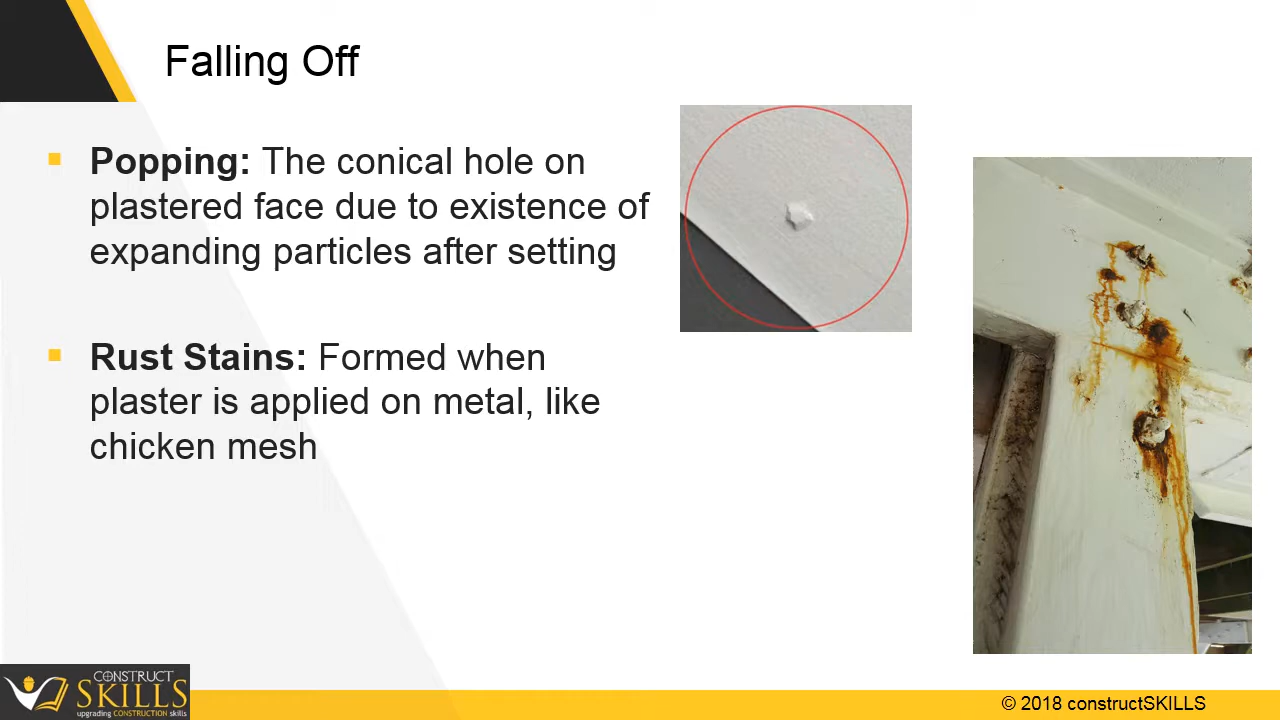 Falling Off
Popping: The conical hole on
plastered face due to existence of
expanding particles after setting
Rust Stains: Formed when
plaster is applied on metal, like
chicken mesh
CONSTRUCT
SKILLS
upgrading CONSTRUCTION skills
© 2018 constructSKILLS